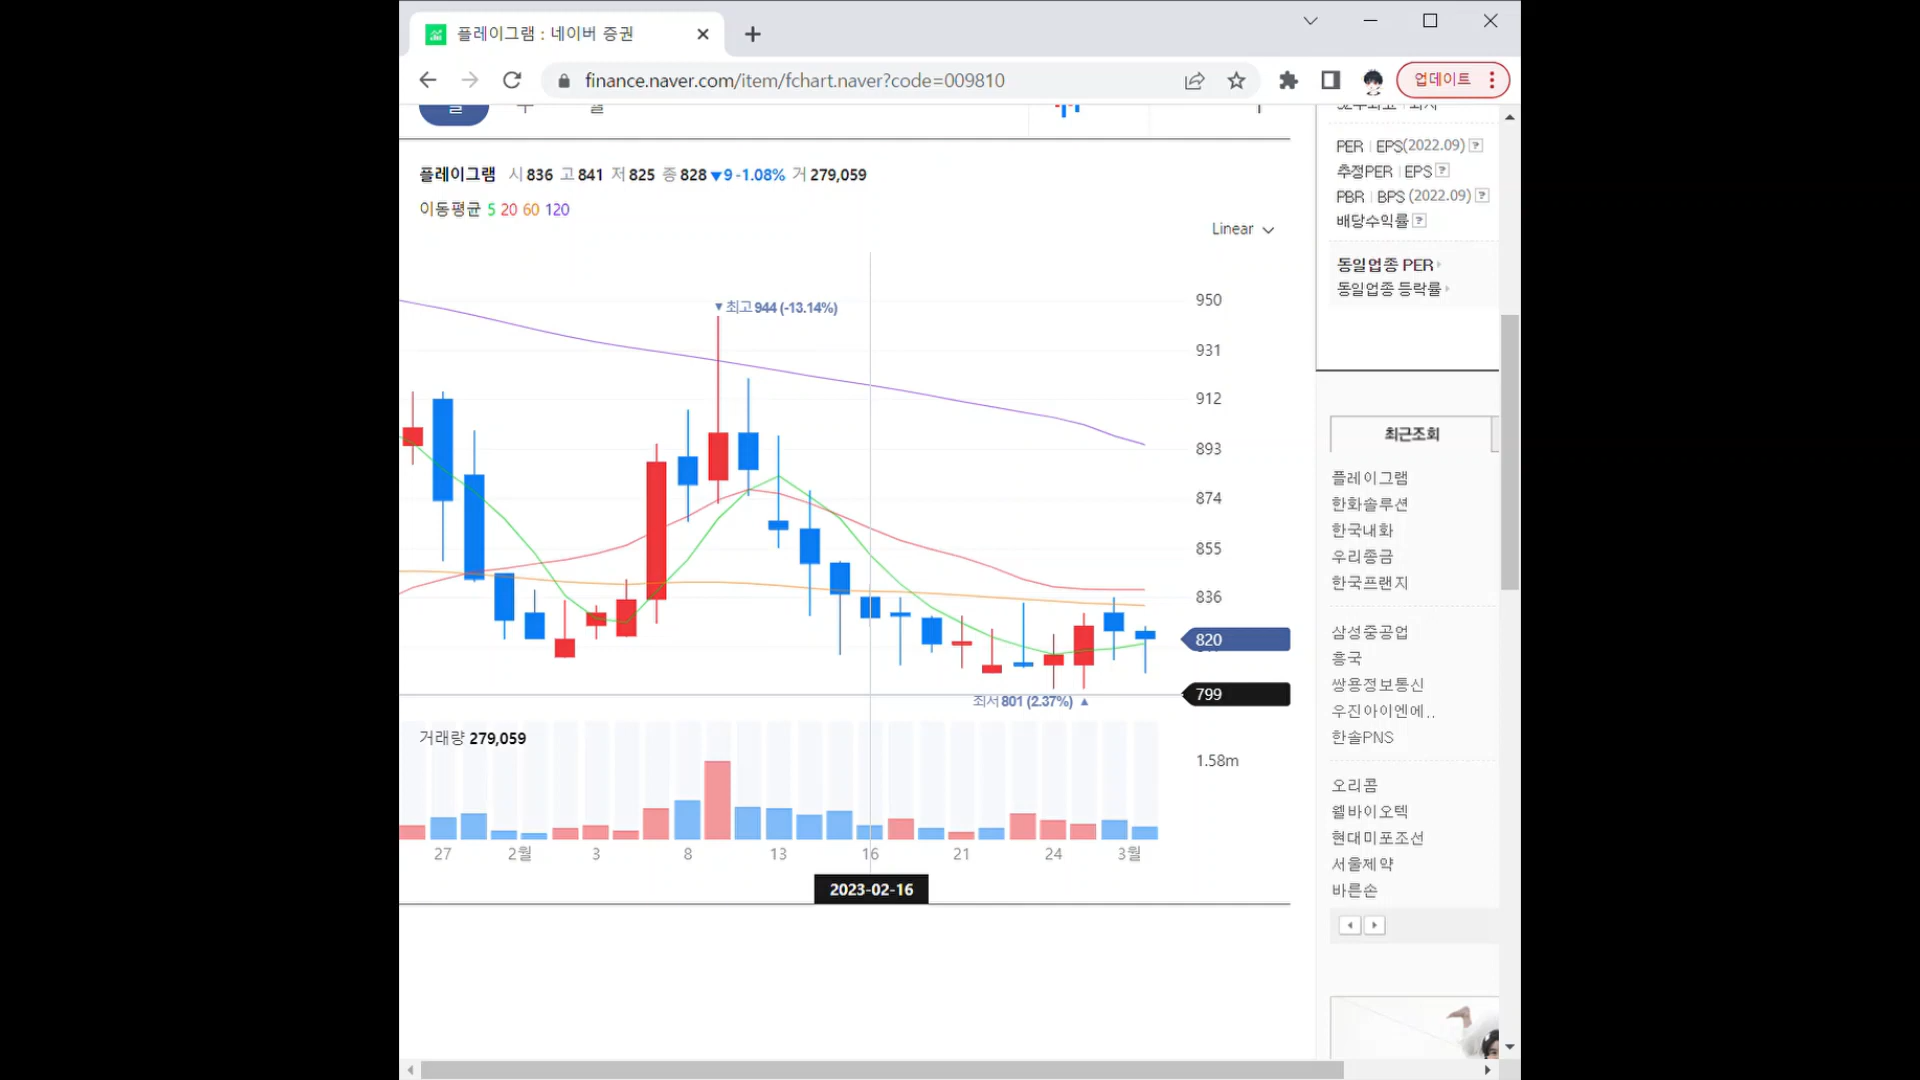 플레이그램 : 네이버 증권
finance.naver.com/item/fchart.naver?code=009810
업데이트
플레이그램 시 836 고 841 저 825 종 828 ▼9 -1.08% 거 279,059
이동평균 5 20 60 120
Linear
최고 944 (-13.14%)
950
931
912
893
874
855
836
820
799
최저 801 (2.37%)
거래량 279,059
1.58m
27 2월 3 8 13 16 21 24 3월
2023-02-16
PER | EPS(2022.09) ?
추정PER | EPS ?
PBR | BPS (2022.09) ?
배당수익률 ?
동일업종 PER
동일업종 등락률
최근조회
플레이그램
한화솔루션
한국내화
우리종금
한국프랜지
삼성중공업
흥국
쌍용정보통신
우진아이엔에..
한솔PNS
오리콤
웰바이오텍
현대미포조선
서울제약
바른손